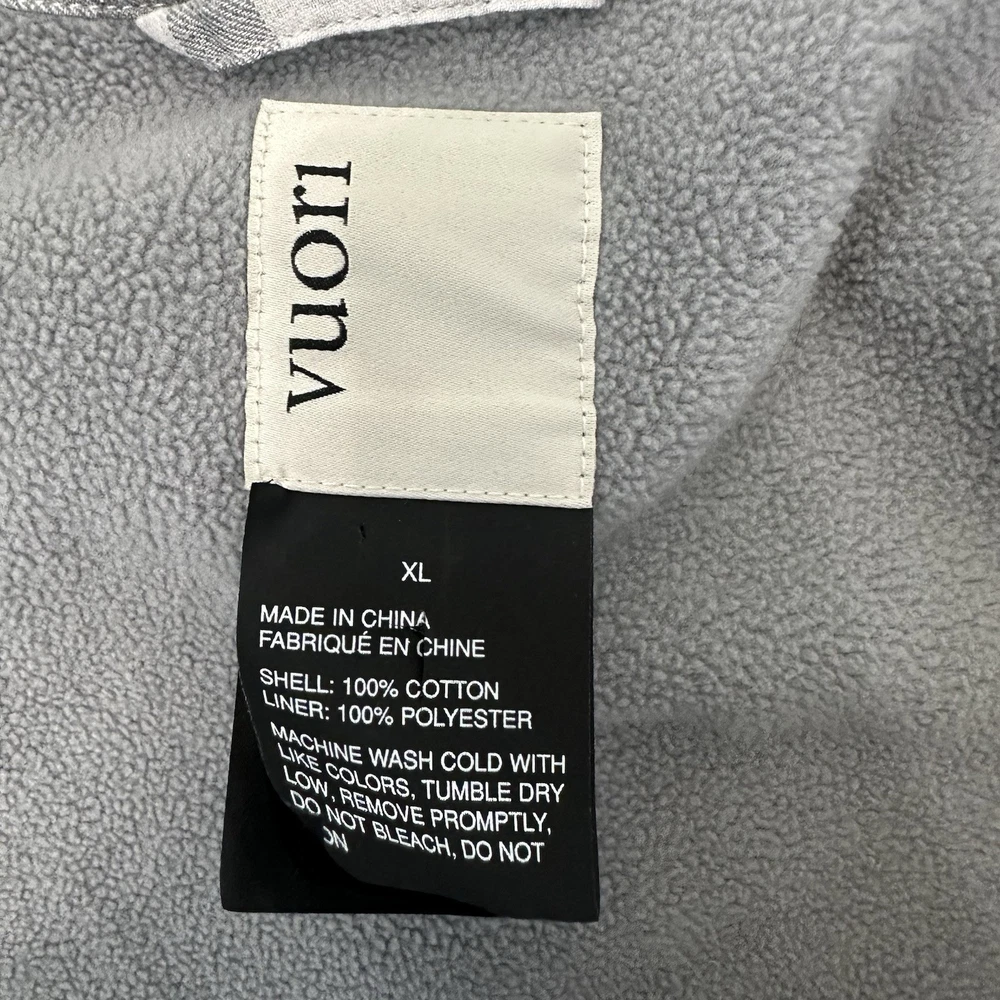 vuori
XL
MADE IN CHINA
FABRIQUÉ EN CHINE
SHELL: 100% COTTON
LINER: 100% POLYESTER
MACHINE WASH COLD WITH
LIKE COLORS, TUMBLE DRY
LOW, REMOVE PROMPTLY,
DO NOT BLEACH, DO NOT